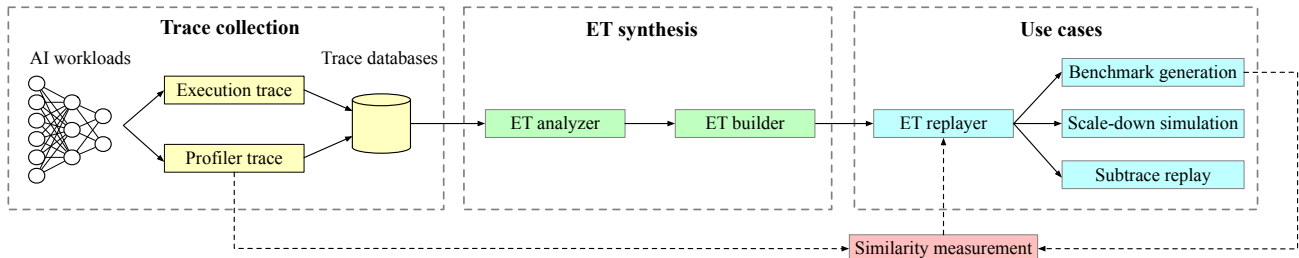 Trace collection
AI workloads
Execution trace
Profiler trace
Trace databases
ET synthesis
ET analyzer
ET builder
Use cases
ET replayer
Benchmark generation
Scale-down simulation
Subtrace replay
Similarity measurement